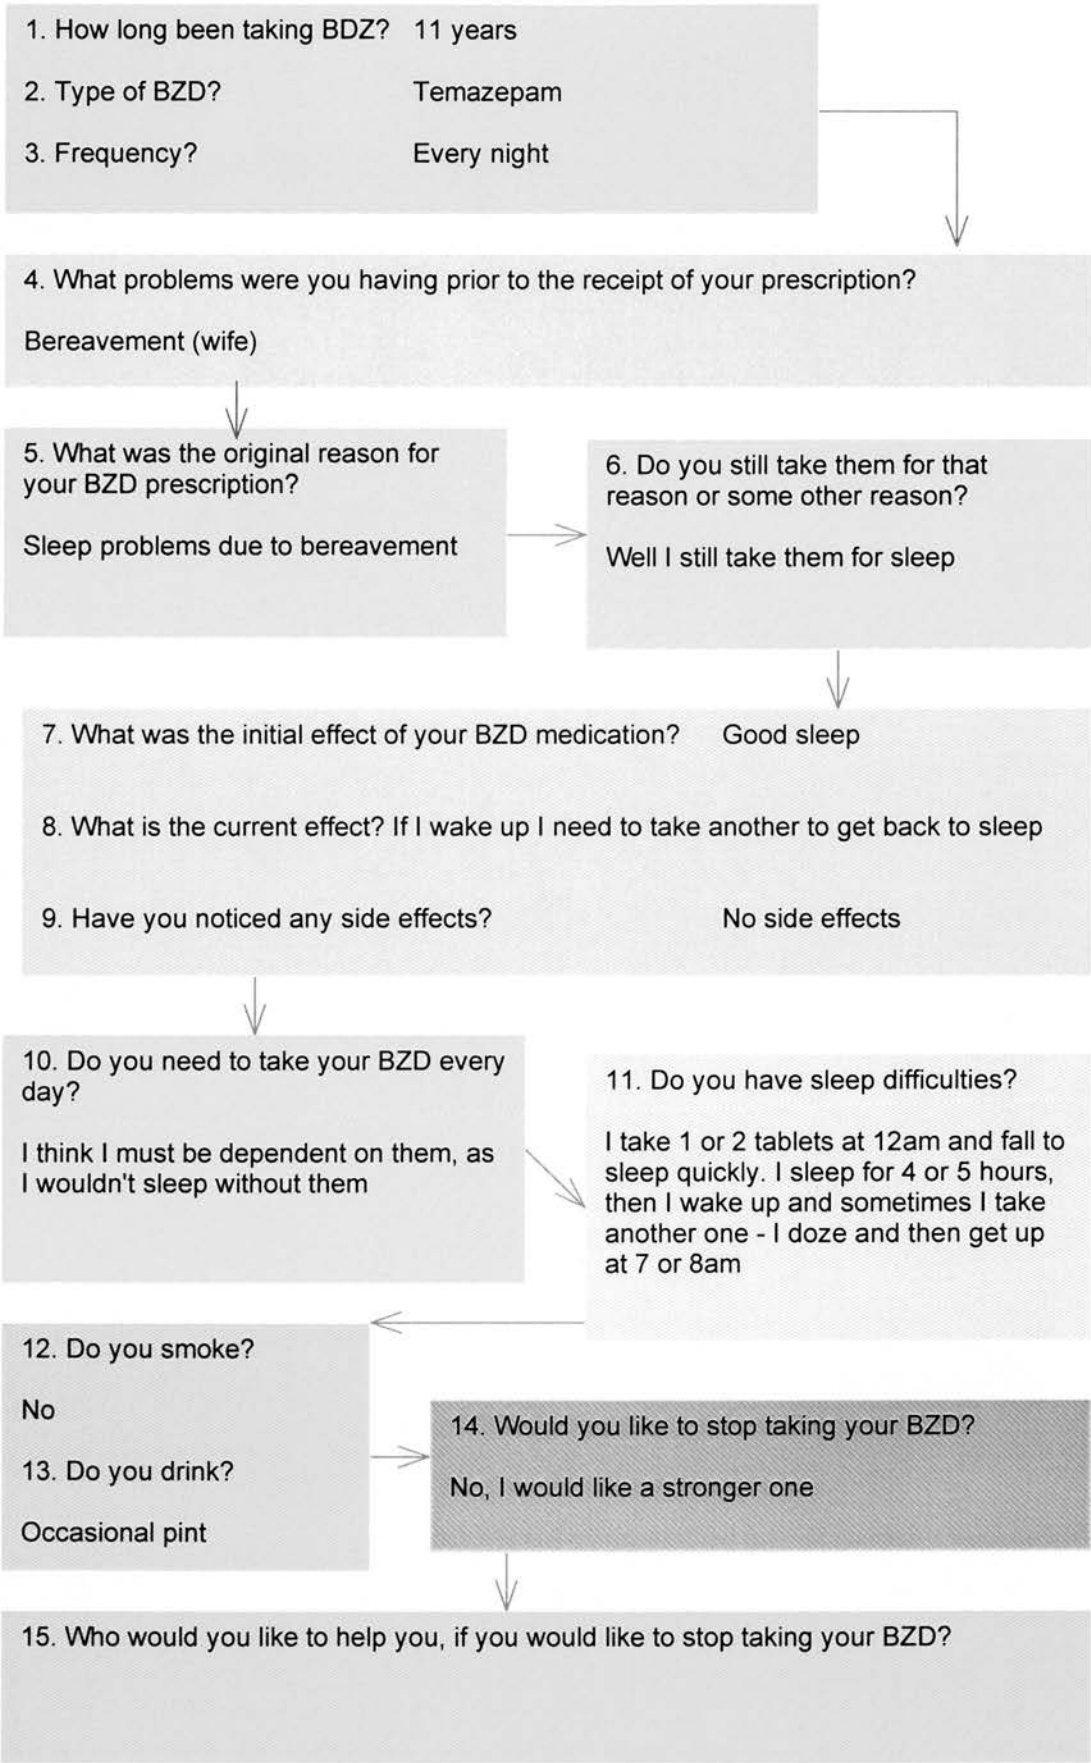 1. How long been taking BDZ? 11 years
2. Type of BZD? Temazepam
3. Frequency? Every night
4. What problems were you having prior to the receipt of your prescription?
Bereavement (wife)
5. What was the original reason for
your BZD prescription?
Sleep problems due to bereavement
6. Do you still take them for that
reason or some other reason?
Well I still take them for sleep
7. What was the initial effect of your BZD medication? Good sleep
8. What is the current effect? If I wake up I need to take another to get back to sleep
9. Have you noticed any side effects? No side effects
10. Do you need to take your BZD every
day?
I think I must be dependent on them, as
I wouldn't sleep without them
11. Do you have sleep difficulties?
I take 1 or 2 tablets at 12am and fall to
sleep quickly. I sleep for 4 or 5 hours,
then I wake up and sometimes I take
another one - I doze and then get up
at 7 or 8am
12. Do you smoke?
No
13. Do you drink?
Occasional pint
14. Would you like to stop taking your BZD?
No, I would like a stronger one
15. Who would you like to help you, if you would like to stop taking your BZD?